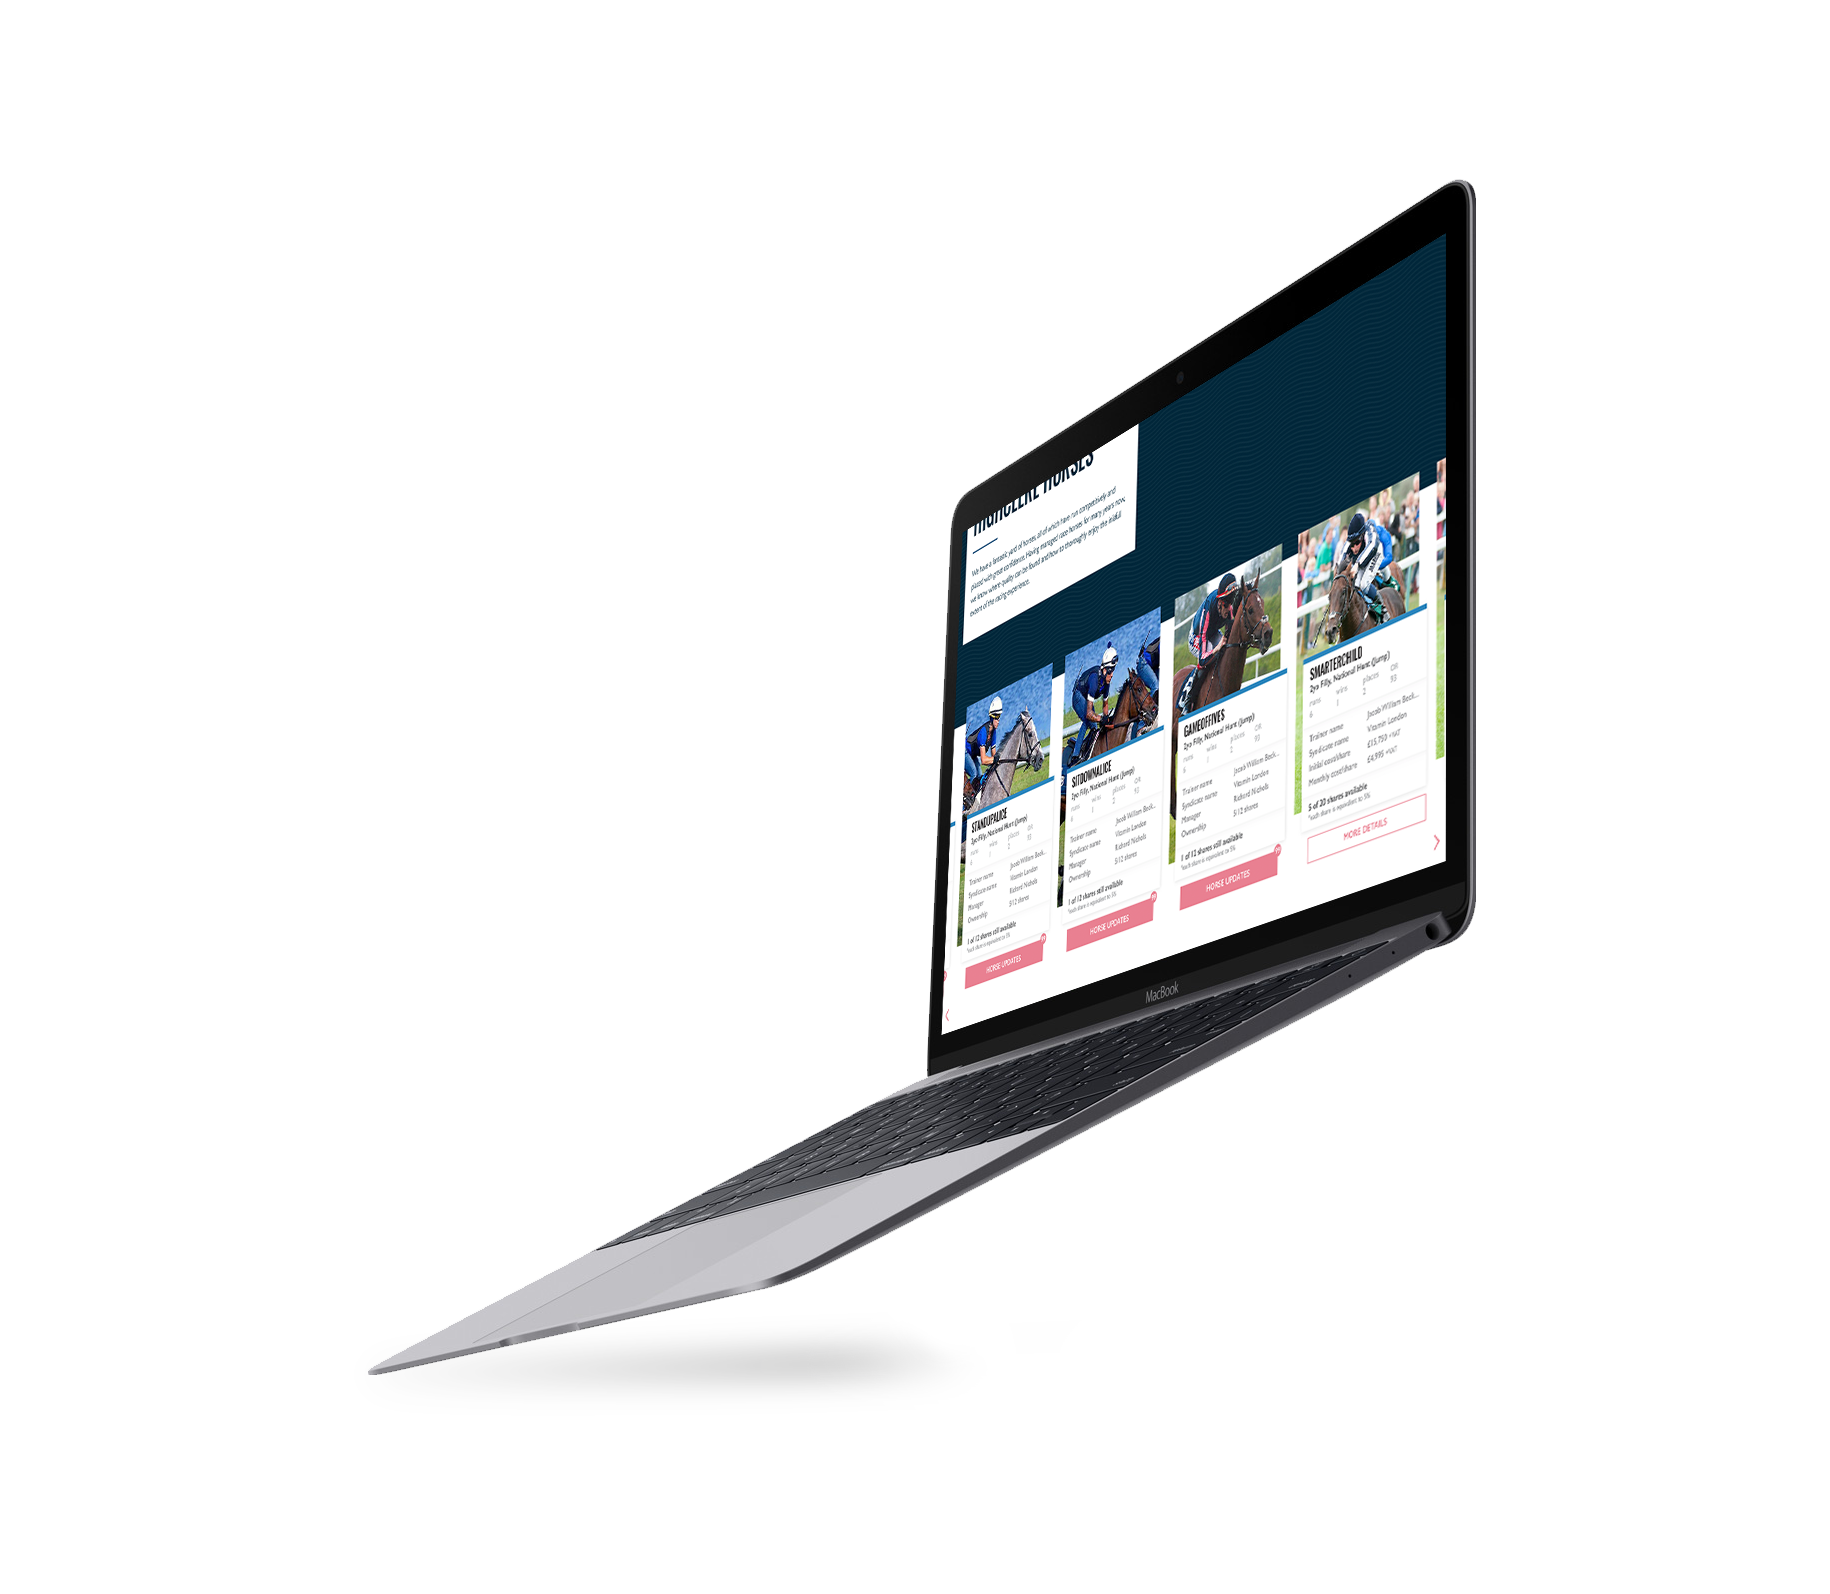 HIGHCLERE HORSES
We have a fantastic yard of horses, all of which have run competitively and
placed with great confidence. Having managed race horses for many years now,
we know where quality can be found and how to thoroughly enjoy the
extent of the racing experience.
STANDUPALICE
2yo Filly, National Hunt (Jump)
runs wins places OR
6 1 2 93
Trainer name Jacob William Beck...
Syndicate name Vitamin London
Manager Richard Nichols
Ownership 5/12 shares
1 of 12 shares still available
*each share is equivalent to 5%
HORSE UPDATES
SITDOWNALICE
2yo Filly, National Hunt (Jump)
runs wins places OR
6 1 2 93
Trainer name Jacob William Beck...
Syndicate name Vitamin London
Manager Richard Nichols
Ownership 5/12 shares
1 of 12 shares still available
*each share is equivalent to 5%
HORSE UPDATES
GAMEOFFIVES
2yo Filly, National Hunt (Jump)
runs wins places OR
6 1 2 93
Trainer name Jacob William Beck...
Syndicate name Vitamin London
Manager Richard Nichols
Ownership 5/12 shares
1 of 12 shares still available
*each share is equivalent to 5%
HORSE UPDATES
SMARTERCHILD
2yo Filly, National Hunt (Jump)
runs wins places OR
6 1 2 93
Trainer name Jacob William Beck...
Syndicate name Vitamin London
Initial cost/share £15,750 +VAT
Monthly cost/share £4,995 +VAT
5 of 20 shares available
*each share is equivalent to 5%
MORE DETAILS
MacBook